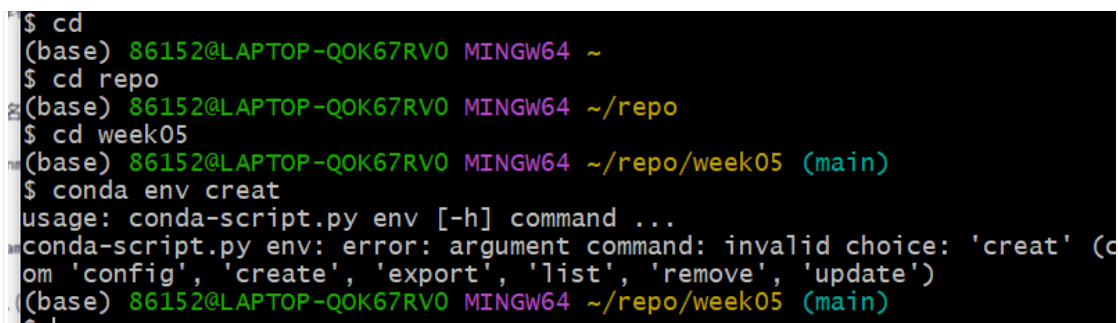 $ cd
(base) 86152@LAPTOP-QOK67RV0 MINGW64 ~
$ cd repo
(base) 86152@LAPTOP-QOK67RV0 MINGW64 ~/repo
$ cd week05
(base) 86152@LAPTOP-QOK67RV0 MINGW64 ~/repo/week05 (main)
$ conda env creat
usage: conda-script.py env [-h] command ...
conda-script.py env: error: argument command: invalid choice: 'creat' (c
om 'config', 'create', 'export', 'list', 'remove', 'update')
(base) 86152@LAPTOP-QOK67RV0 MINGW64 ~/repo/week05 (main)